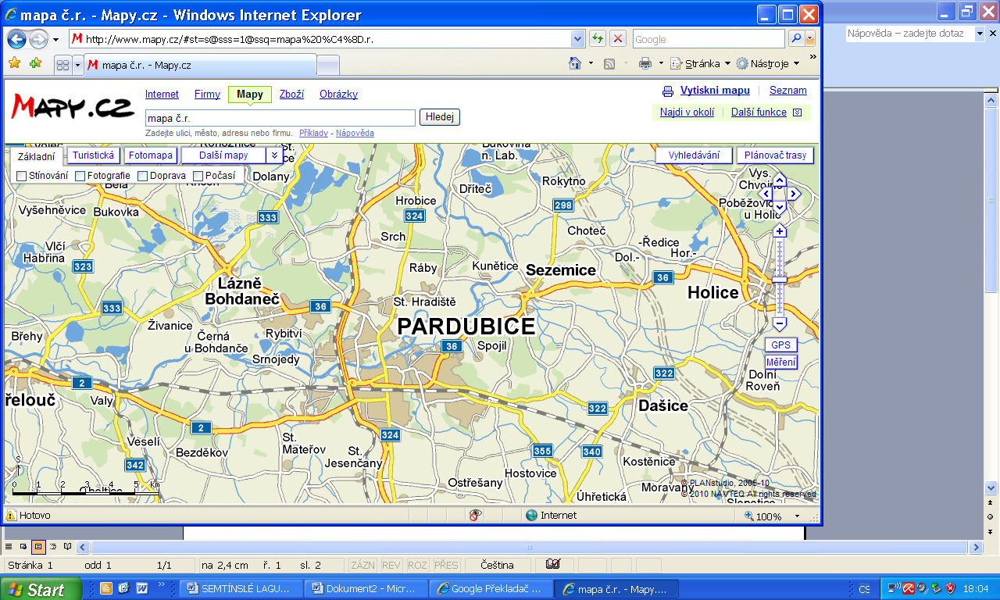 mapa č.r. - Mapy.cz - Windows Internet Explorer
Nápověda – zadejte dotaz
http://www.mapy.cz/#st=s@sss=1@ssq=mapa%20%C4%8D.r.
Google
mapa č.r. - Mapy.cz
Stránka
Nástroje
»
MAPY.CZ
Internet Firmy Mapy Zboží Obrázky
Vytiskni mapu Seznam
mapa č.r. Hledej
Najdi v okolí Další funkce
Zadejte ulici, město, adresu nebo firmu. Příklady - Nápověda
Základní Turistická Fotomapa Další mapy
Vyhledávání Plánovač trasy
Stínování Fotografie Doprava Počasí
n. Lab.
Dolany
Dříteč
Rokytno
Vys.
Vyšehněvice
Bukovka
333
Hrobice
324
298
u Holic
Srch
Choteč
Vlčí
Habřina
323
Ráby
Kunětice
Sezemice
-Ředice
Dol.-
Hor.-
36
Lázně
Bohdaneč
Holice
333
36
St. Hradiště
Živanice
PARDUBICE
Břehy
Černá
u Bohdanče
Rybitví
36
Spojil
GPS
Srnojedy
Měření
2
322
Dolní
Roveň
řelouč
Valy
322
Dašice
2
324
Veselí
St.
Mateřov
Bezděkov
355
340
342
St.
Jesenčany
Kostěnice
Hostovice
Ostřešany
Moravany
Úhřetická
S
0 1 2 3 4 5 Km
© PLANstudio, 2005-10
© 2010 NAVTEQ All rights reserved
Hotovo
Internet
100%
Stránka 1 odd 1 1/1 na 2,4 cm ř. 1 sl. 2 ZÁZN REV ROZ PŘES Čeština
Start
»
SEMTÍNSLÉ LAGU...
Dokument2 - Micr...
Google Překladač ...
mapa č.r. - Mapy....
CS
18:04